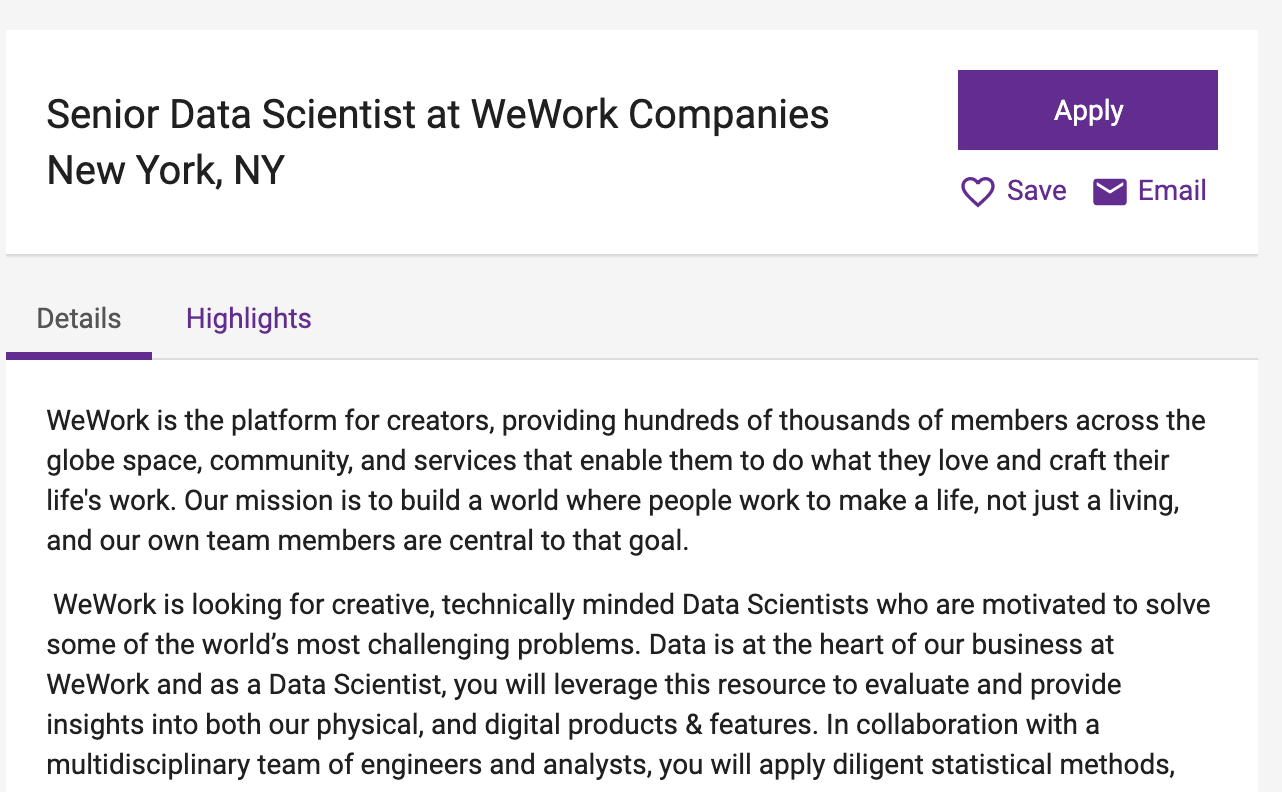 Senior Data Scientist at WeWork Companies
New York, NY
Apply
Save
Email
Details
Highlights
WeWork is the platform for creators, providing hundreds of thousands of members across the
globe space, community, and services that enable them to do what they love and craft their
life's work. Our mission is to build a world where people work to make a life, not just a living,
and our own team members are central to that goal.
WeWork is looking for creative, technically minded Data Scientists who are motivated to solve
some of the world’s most challenging problems. Data is at the heart of our business at
WeWork and as a Data Scientist, you will leverage this resource to evaluate and provide
insights into both our physical, and digital products & features. In collaboration with a
multidisciplinary team of engineers and analysts, you will apply diligent statistical methods,